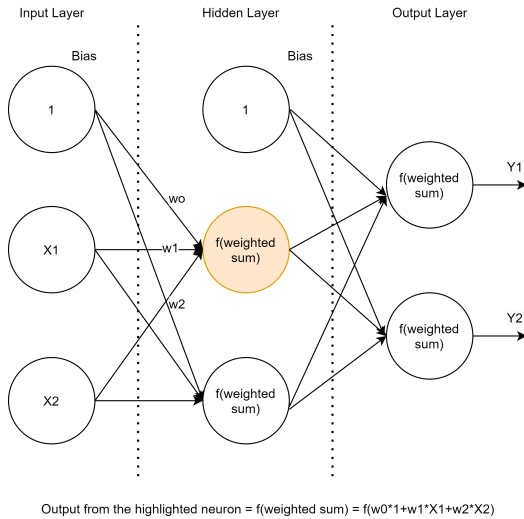 Input Layer
Hidden Layer
Output Layer
Bias
Bias
1
1
f(weighted
sum)
Y1
wo
X1
w1
f(weighted
sum)
w2
f(weighted
sum)
Y2
X2
f(weighted
sum)
Output from the highlighted neuron = f(weighted sum) = f(w0*1+w1*X1+w2*X2)